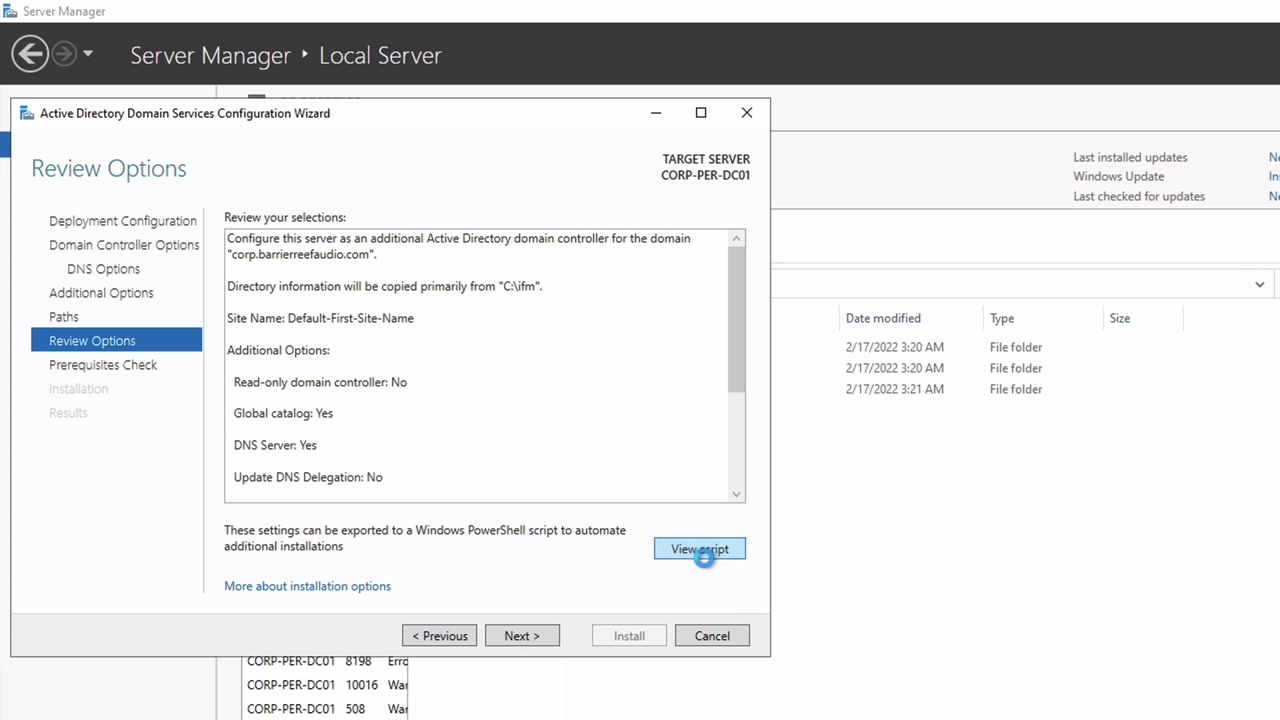 Server Manager
Server Manager ‣ Local Server
Active Directory Domain Services Configuration Wizard
Review Options
TARGET SERVER
CORP-PER-DC01
Deployment Configuration
Domain Controller Options
DNS Options
Additional Options
Paths
Review Options
Prerequisites Check
Installation
Results
Review your selections:
Configure this server as an additional Active Directory domain controller for the domain
"corp.barrierreefaudio.com".
Directory information will be copied primarily from "C:\ifm".
Site Name: Default-First-Site-Name
Additional Options:
Read-only domain controller: No
Global catalog: Yes
DNS Server: Yes
Update DNS Delegation: No
These settings can be exported to a Windows PowerShell script to automate
additional installations
View script
More about installation options
< Previous
Next >
Install
Cancel
Last installed updates
Windows Update
Last checked for updates
Date modified Type Size
2/17/2022 3:20 AM File folder
2/17/2022 3:20 AM File folder
2/17/2022 3:21 AM File folder
CORP-PER-DC01 8198 Erro
CORP-PER-DC01 10016 War
CORP-PER-DC01 508 War